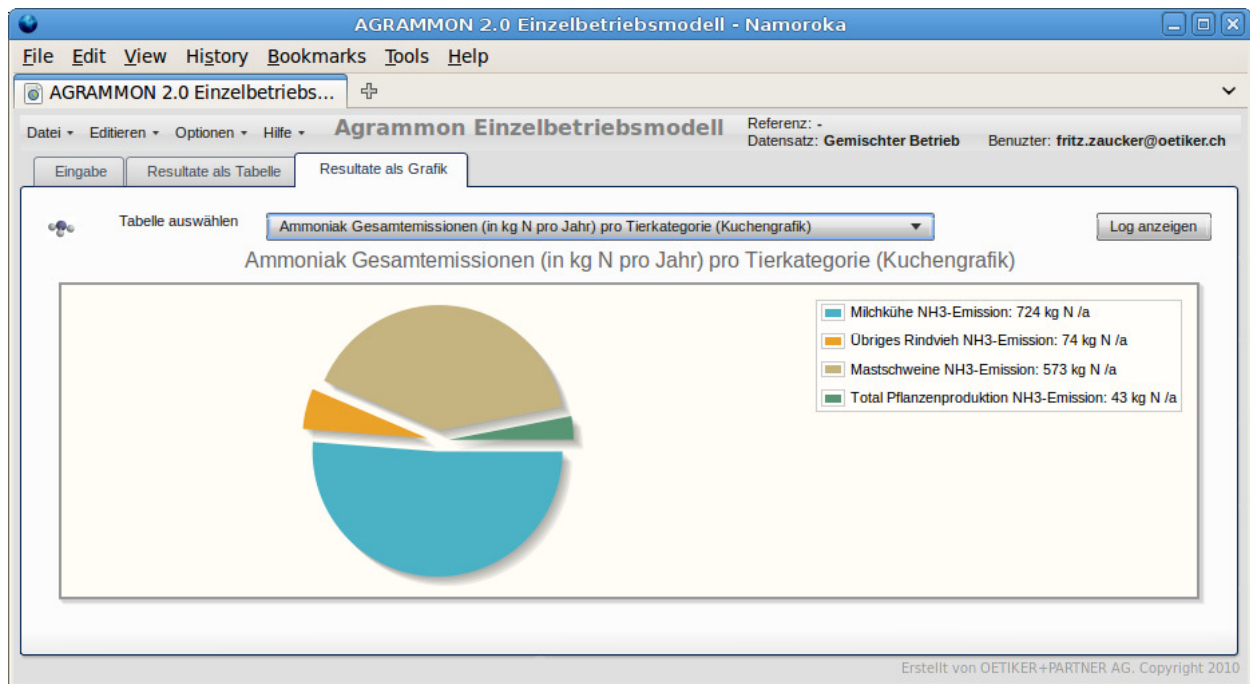 AGRAMMON 2.0 Einzelbetriebsmodell - Namoroka
File Edit View History Bookmarks Tools Help
AGRAMMON 2.0 Einzelbetriebs...
Datei Editieren Optionen Hilfe Agrammon Einzelbetriebsmodell Referenz: -
Datensatz: Gemischter Betrieb Benuzter: fritz.zaucker@oetiker.ch
Eingabe Resultate als Tabelle Resultate als Grafik
Tabelle auswählen Ammoniak Gesamtemissionen (in kg N pro Jahr) pro Tierkategorie (Kuchengrafik) Log anzeigen
Ammoniak Gesamtemissionen (in kg N pro Jahr) pro Tierkategorie (Kuchengrafik)
Milchkühe NH3-Emission: 724 kg N /a
Übriges Rindvieh NH3-Emission: 74 kg N /a
Mastschweine NH3-Emission: 573 kg N /a
Total Pflanzenproduktion NH3-Emission: 43 kg N /a
Erstellt von OETIKER+PARTNER AG. Copyright 2010